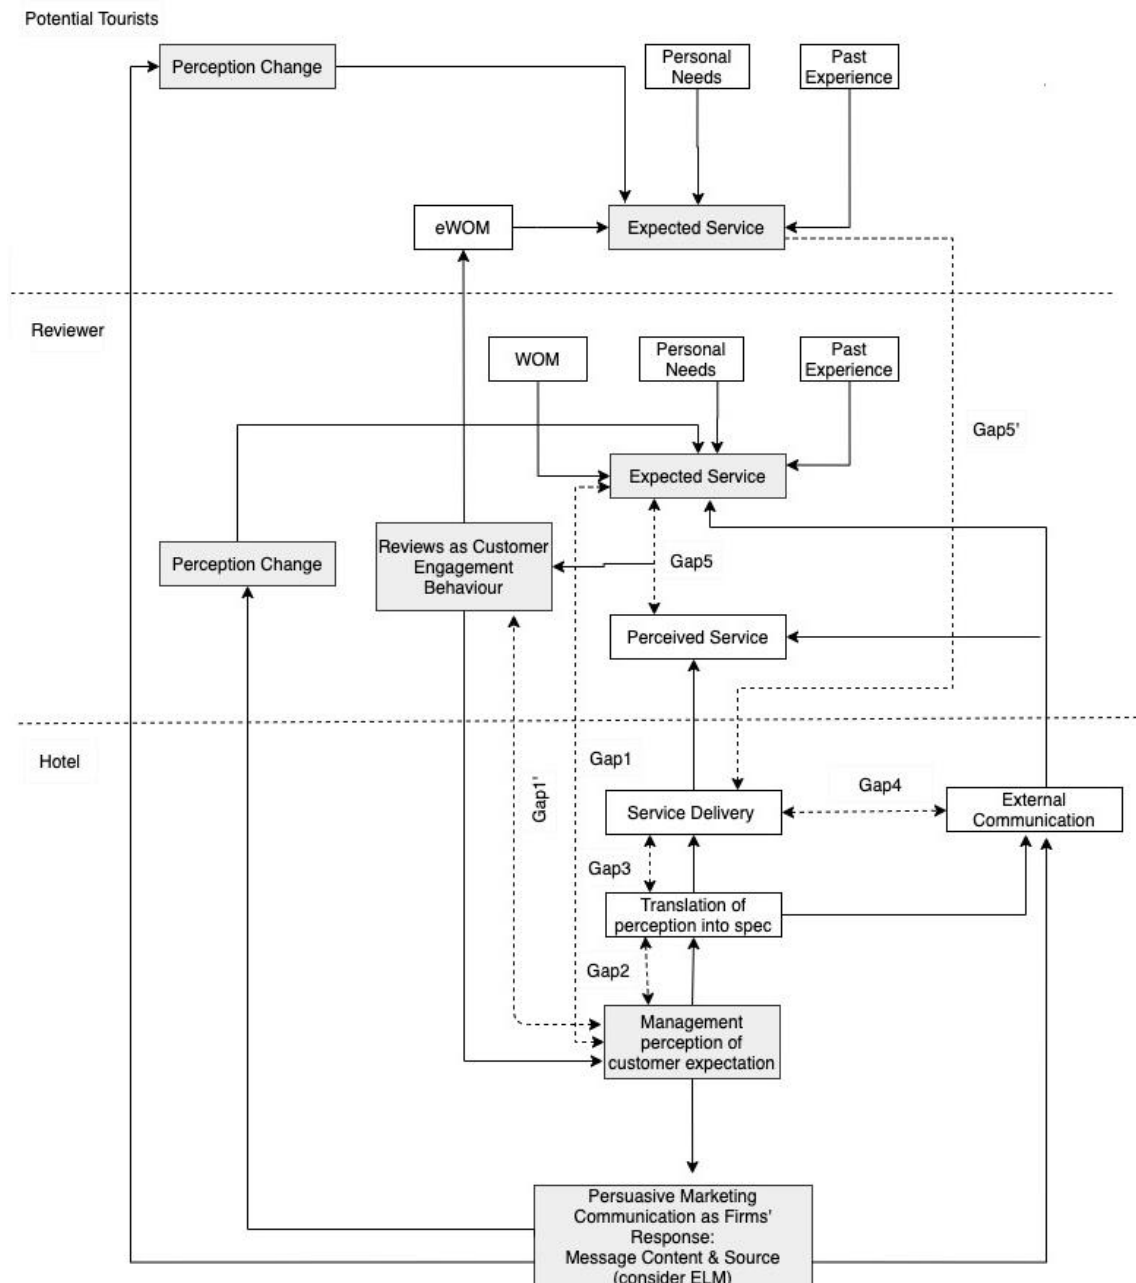 Potential Tourists
Perception Change
Personal
Needs
Past
Experience
eWOM
Expected Service
Reviewer
WOM
Personal
Needs
Past
Experience
Gap5'
Expected Service
Reviews as Customer
Engagement
Behaviour
Perception Change
Gap5
Perceived Service
Hotel
Gap1
Gap1'
Gap4
Service Delivery
External
Communication
Gap3
Translation of
perception into spec
Gap2
Management
perception of
customer expectation
Persuasive Marketing
Communication as Firms'
Response:
Message Content & Source
(consider ELM)